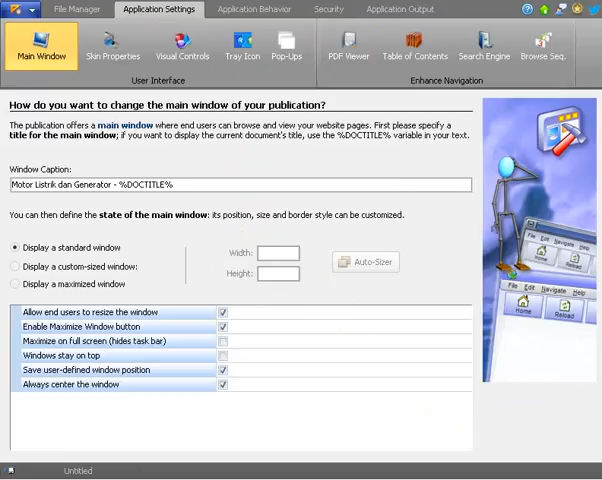 File Manager
Application Settings
Application Behavior
Security
Application Output
Main Window
Skin Properties
Visual Controls
Tray Icon
Pop-Ups
PDF Viewer
Table of Contents
Search Engine
Browse Seq.
User Interface
Enhance Navigation
How do you want to change the main window of your publication?
The publication offers a main window where end users can browse and view your website pages. First please specify a
title for the main window; if you want to display the current document's title, use the %DOCTITLE% variable in your text.
Window Caption:
Motor Listrik dan Generator - %DOCTITLE%
You can then define the state of the main window: its position, size and border style can be customized.
Display a standard window
Display a custom-sized window:
Display a maximized window
Width:
Height:
Auto-Sizer
Allow end users to resize the window
Enable Maximize Window button
Maximize on full screen (hides task bar)
Windows stay on top
Save user-defined window position
Always center the window
File Edit Navigate Help
Home
Reload
File Edit Navigate Help
Home
Reload
Untitled